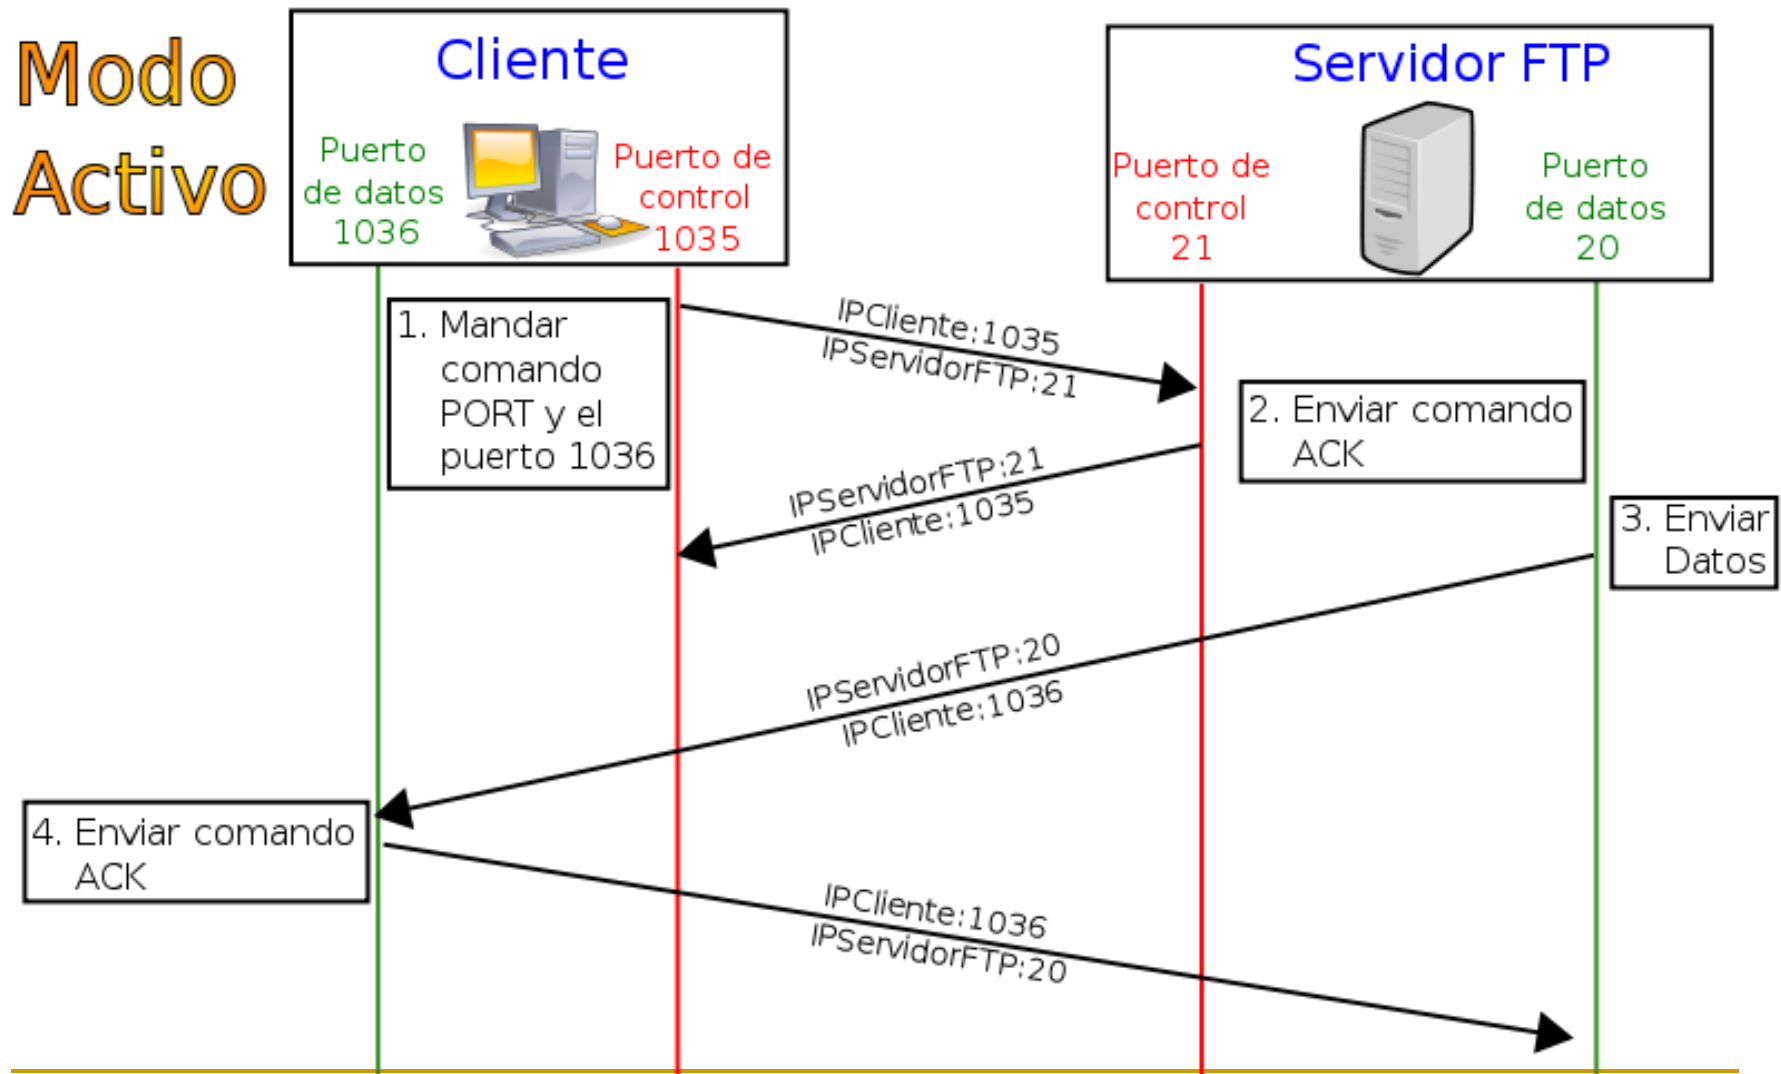 Modo
Activo
Cliente
Puerto
de datos
1036
Puerto de
control
1035
Servidor FTP
Puerto de
control
21
Puerto
de datos
20
1. Mandar
comando
PORT y el
puerto 1036
IPCliente:1035
IPServidorFTP:21
2. Enviar comando
ACK
IPServidorFTP:21
IPCliente:1035
3. Enviar
Datos
IPServidorFTP:20
IPCliente:1036
4. Enviar comando
ACK
IPCliente:1036
IPServidorFTP:20